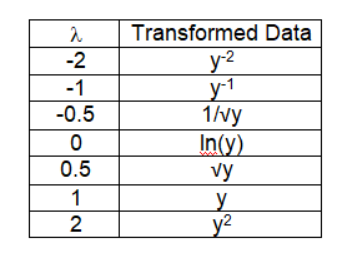 λ Transformed Data
-2 y⁻²
-1 y⁻¹
-0.5 1/√y
0 ln(y)
0.5 √y
1 y
2 y²